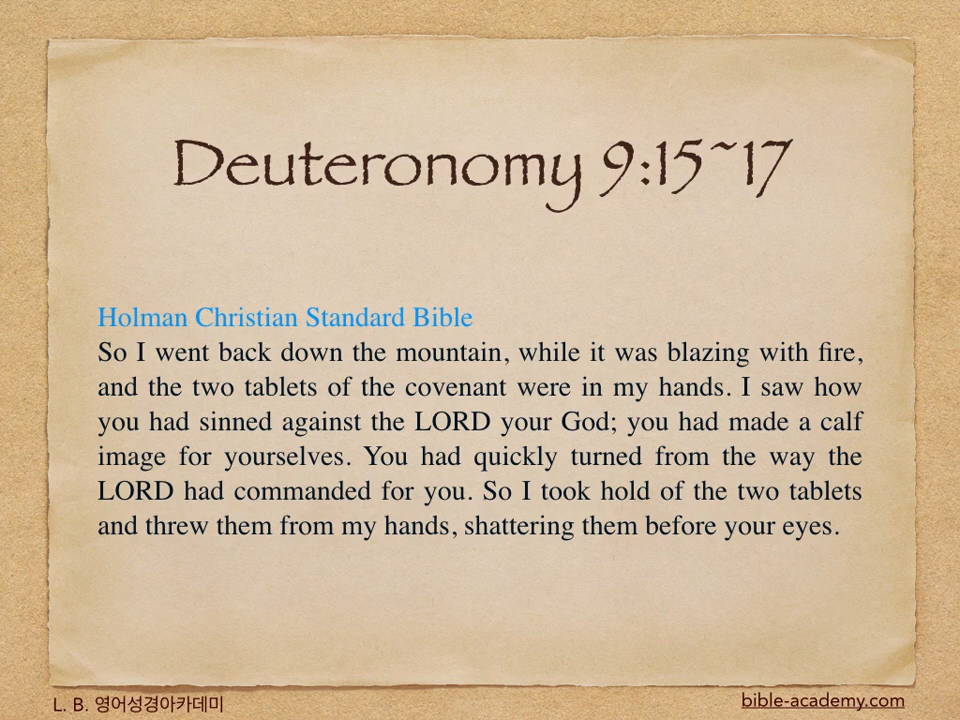 Deuteronomy 9:15~17
Holman Christian Standard Bible
So I went back down the mountain, while it was blazing with fire,
and the two tablets of the covenant were in my hands. I saw how
you had sinned against the LORD your God; you had made a calf
image for yourselves. You had quickly turned from the way the
LORD had commanded for you. So I took hold of the two tablets
and threw them from my hands, shattering them before your eyes.
L. B. 영어성경아카데미
bible-academy.com